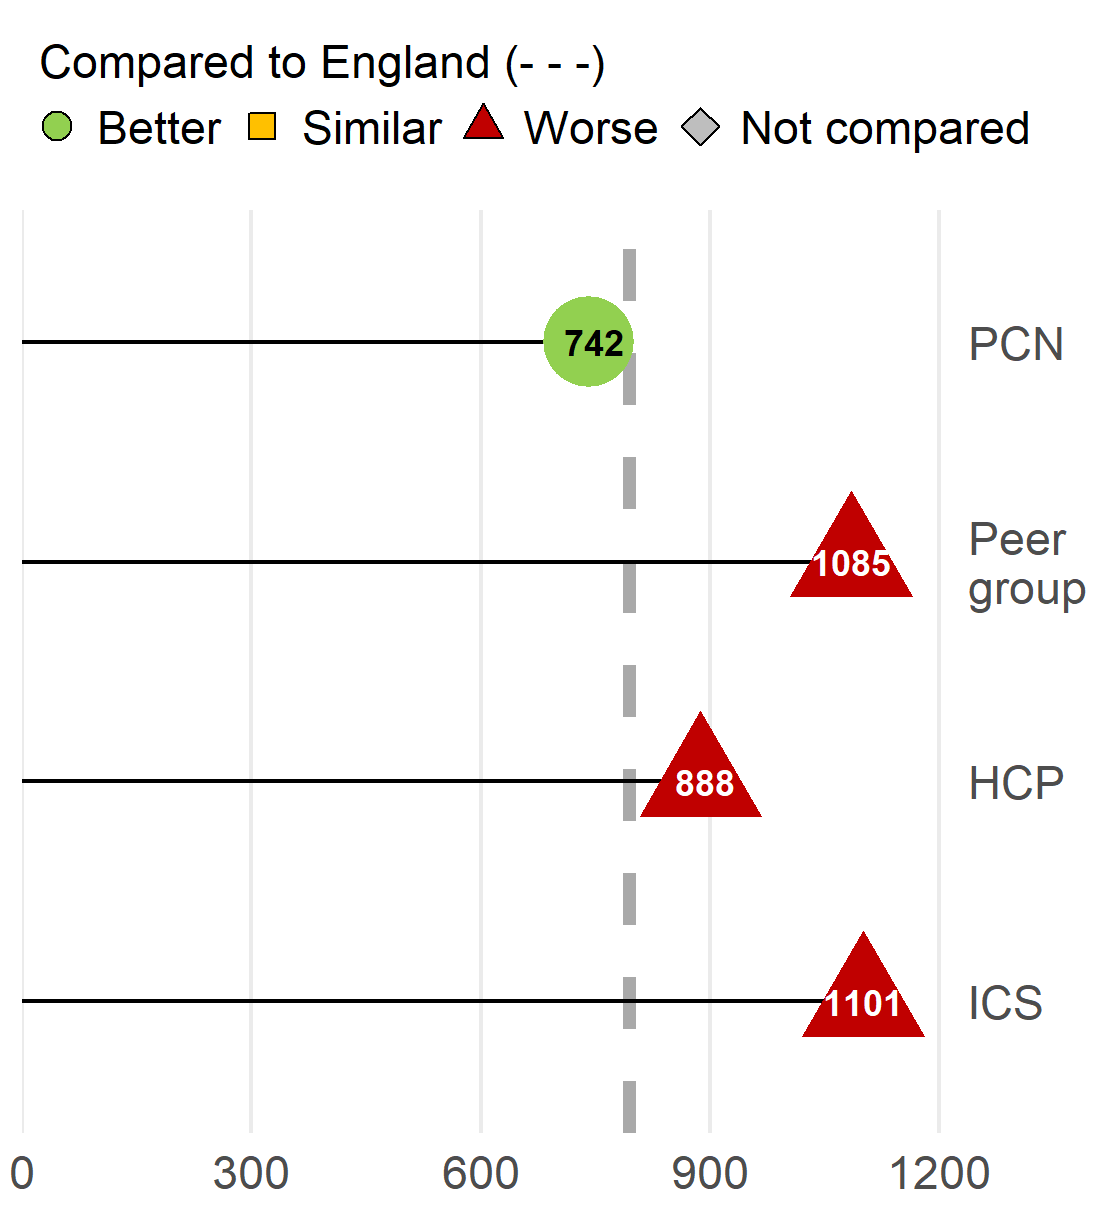 Compared to England (- - -)
Better Similar Worse Not compared
742 PCN
Peer
1085
group
888 HCP
1101 ICS
0 300 600 900 1200